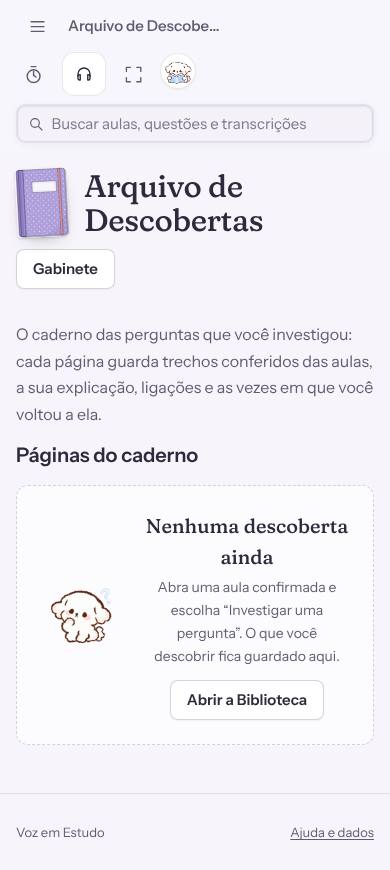 Arquivo de Descobe...
Buscar aulas, questões e transcrições
Arquivo de
Descobertas
Gabinete
O caderno das perguntas que você investigou:
cada página guarda trechos conferidos das aulas,
a sua explicação, ligações e as vezes em que você
voltou a ela.
Páginas do caderno
Nenhuma descoberta
ainda
Abra uma aula confirmada e
escolha “Investigar uma
pergunta”. O que você
descobrir fica guardado aqui.
Abrir a Biblioteca
Voz em Estudo
Ajuda e dados